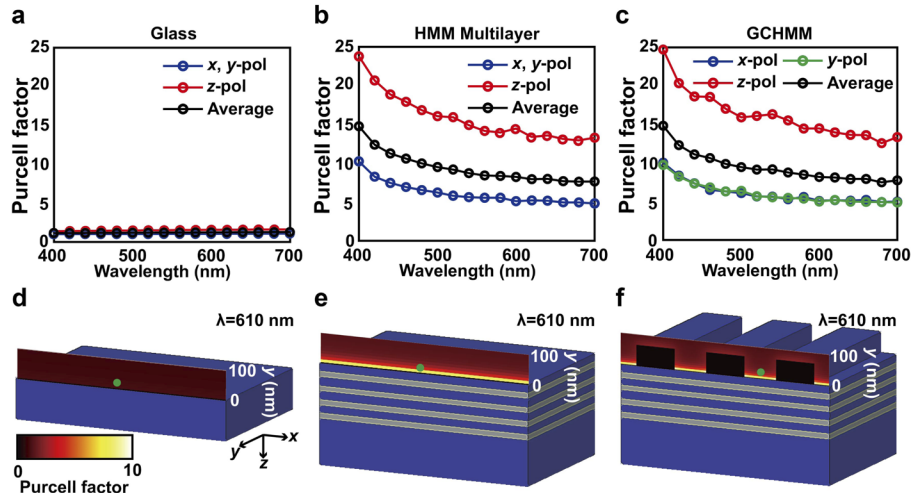 a
Glass
25
20
15
10
5
0
400
500
600
700
Wavelength (nm)
Purcell factor
x, y-pol
z-pol
Average
b
HMM Multilayer
25
20
15
10
5
0
400
500
600
700
Wavelength (nm)
Purcell factor
x, y-pol
z-pol
Average
c
GCHMM
25
20
15
10
5
0
400
500
600
700
Wavelength (nm)
Purcell factor
x-pol
y-pol
z-pol
Average
d
λ=610 nm
100
0
y (nm)
0
10
Purcell factor
x
y
z
e
λ=610 nm
100
0
y (nm)
f
λ=610 nm
100
0
y (nm)